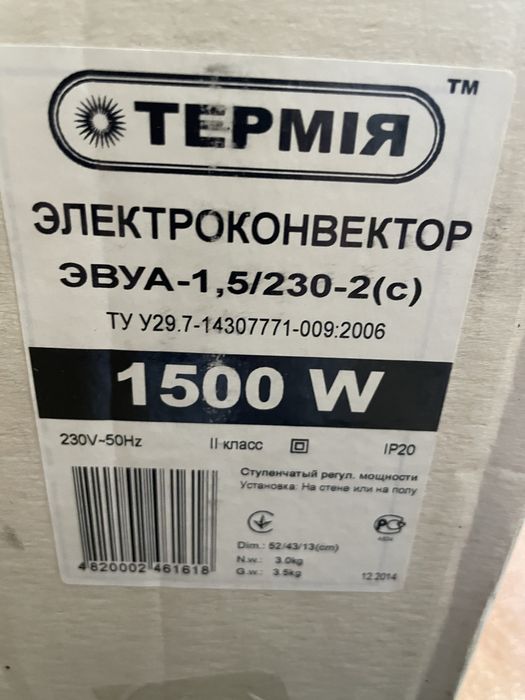 ТЕРМІЯ
TM
ЭЛЕКТРОКОНВЕКТОР
ЭВУА-1,5/230-2(с)
ТУ У29.7-14307771-009:2006
1500 W
230V~50Hz II класс IP20
Ступенчатый регул. мощности
Установка: На стене или на полу
Dim.: 52/43/13(cm)
N.w.: 3.0kg
G.w.: 3.5kg
4820002 461618
12.2014